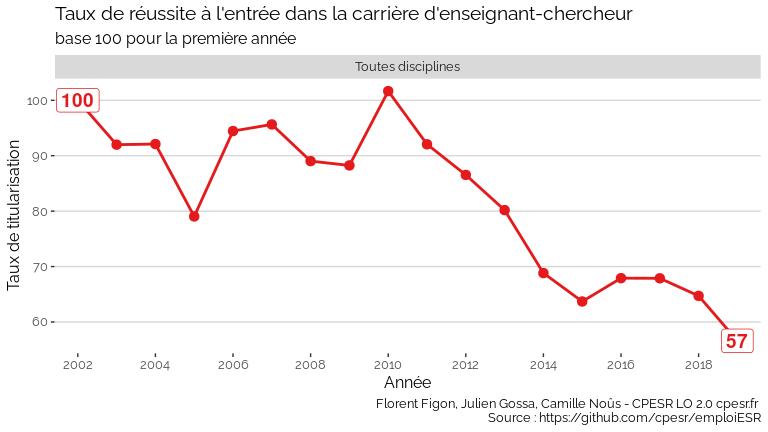 Taux de réussite à l'entrée dans la carrière d'enseignant-chercheur
base 100 pour la première année
Toutes disciplines
Taux de titularisation
100
90
80
70
60
100
57
2002 2004 2006 2008 2010 2012 2014 2016 2018
Année
Florent Figon, Julien Gossa, Camille Noûs - CPESR LO 2.0 cpesr.fr
Source : https://github.com/cpesr/emploiESR